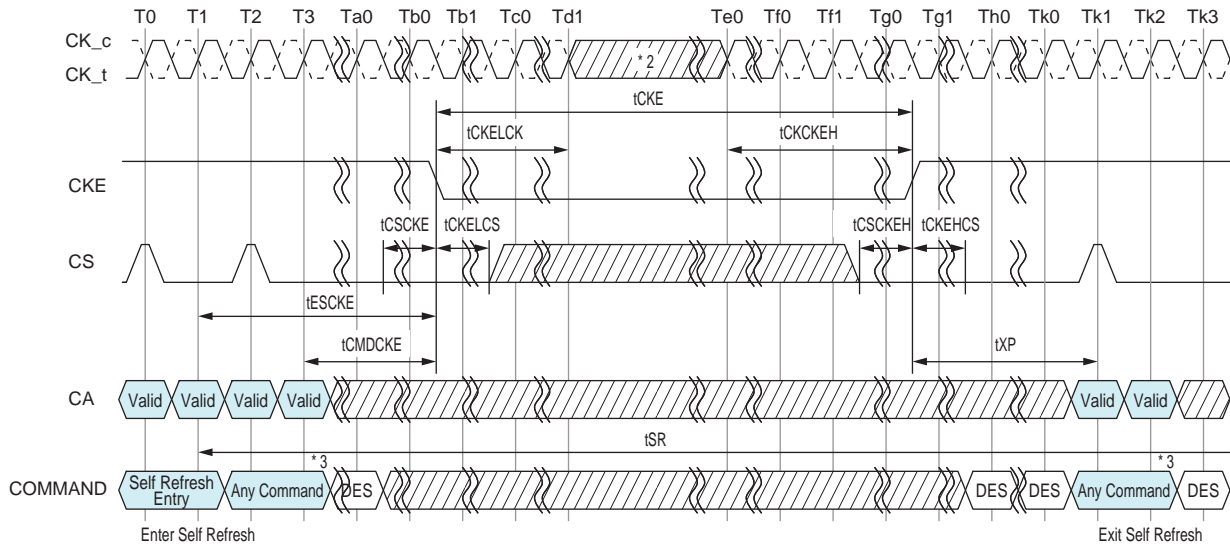 T0 T1 T2 T3 Ta0 Tb0 Tb1 Tc0 Td1 Te0 Tf0 Tf1 Tg0 Tg1 Th0 Tk0 Tk1 Tk2 Tk3
CK_c
CK_t
* 2
tCKE
tCKELCK tCKCKEH
CKE
tCSCKE tCKELCS tCSCKEH tCKEHCS
CS
tESCKE
tCMDCKE tXP
CA Valid Valid Valid Valid Valid Valid
tSR
* 3 * 3
COMMAND Self Refresh Entry Any Command DES DES DES Any Command DES
Enter Self Refresh Exit Self Refresh